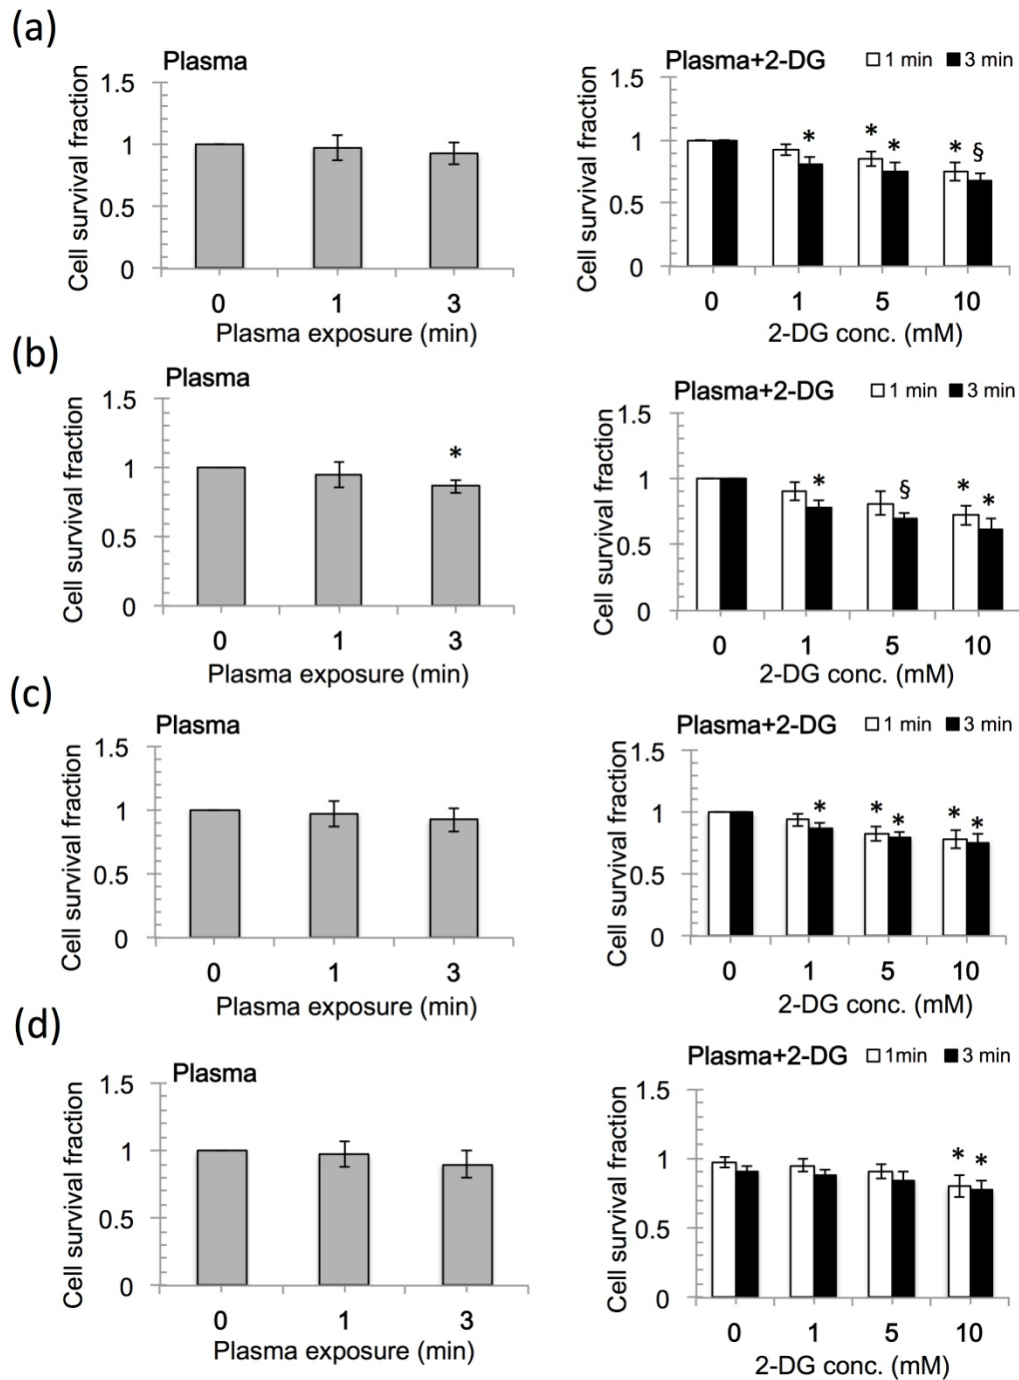 (a)
Plasma
Cell survival fraction
1.5
1
0.5
0
0 1 3
Plasma exposure (min)
Plasma+2-DG 1 min 3 min
Cell survival fraction
1.5
1
0.5
0
* * * * §
0 1 5 10
2-DG conc. (mM)
(b)
Plasma
Cell survival fraction
1.5
1
0.5
0
*
0 1 3
Plasma exposure (min)
Plasma+2-DG 1 min 3 min
Cell survival fraction
1.5
1
0.5
0
* § * *
0 1 5 10
2-DG conc. (mM)
(c)
Plasma
Cell survival fraction
1.5
1
0.5
0
0 1 3
Plasma exposure (min)
Plasma+2-DG 1 min 3 min
Cell survival fraction
1.5
1
0.5
0
* * * * *
0 1 5 10
2-DG conc. (mM)
(d)
Plasma
Cell survival fraction
1.5
1
0.5
0
0 1 3
Plasma exposure (min)
Plasma+2-DG 1min 3 min
Cell survival fraction
1.5
1
0.5
0
* *
0 1 5 10
2-DG conc. (mM)